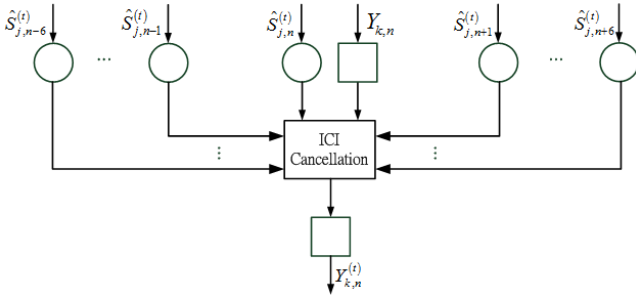 Ŝ_{j,n-6}^{(t)} ... Ŝ_{j,n-1}^{(t)} Ŝ_{j,n}^{(t)} Y_{k,n} Ŝ_{j,n+1}^{(t)} ... Ŝ_{j,n+6}^{(t)}
ICI
Cancellation
Y_{k,n}^{(t)}